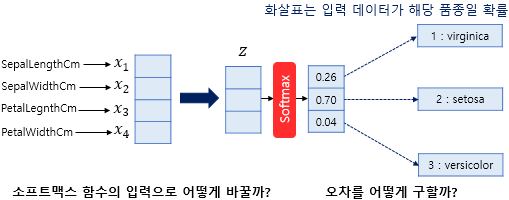 화살표는 입력 데이터가 해당 품종일 확률
SepalLengthCm
x1
SepalWidthCm
x2
PetalLegnthCm
x3
PetalWidthCm
x4
z
Softmax
0.26
0.70
0.04
1 : virginica
2 : setosa
3 : versicolor
소프트맥스 함수의 입력으로 어떻게 바꿀까?
오차를 어떻게 구할까?